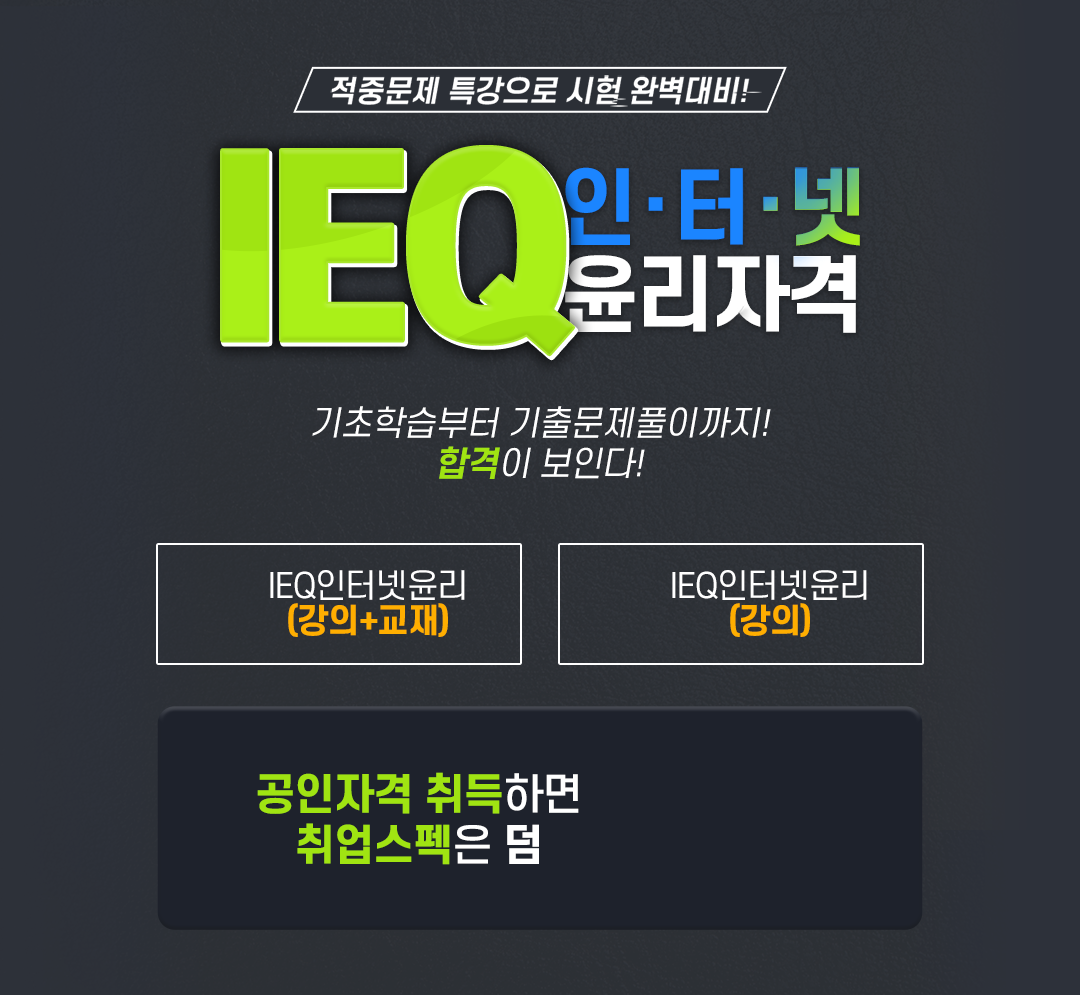 적중문제 특강으로 시험 완벽대비!
IEQ 인·터·넷
윤리자격
기초학습부터 기출문제풀이까지!
합격이 보인다!
IEQ인터넷윤리
(강의+교재)
IEQ인터넷윤리
(강의)
공인자격 취득하면
취업스펙은 덤